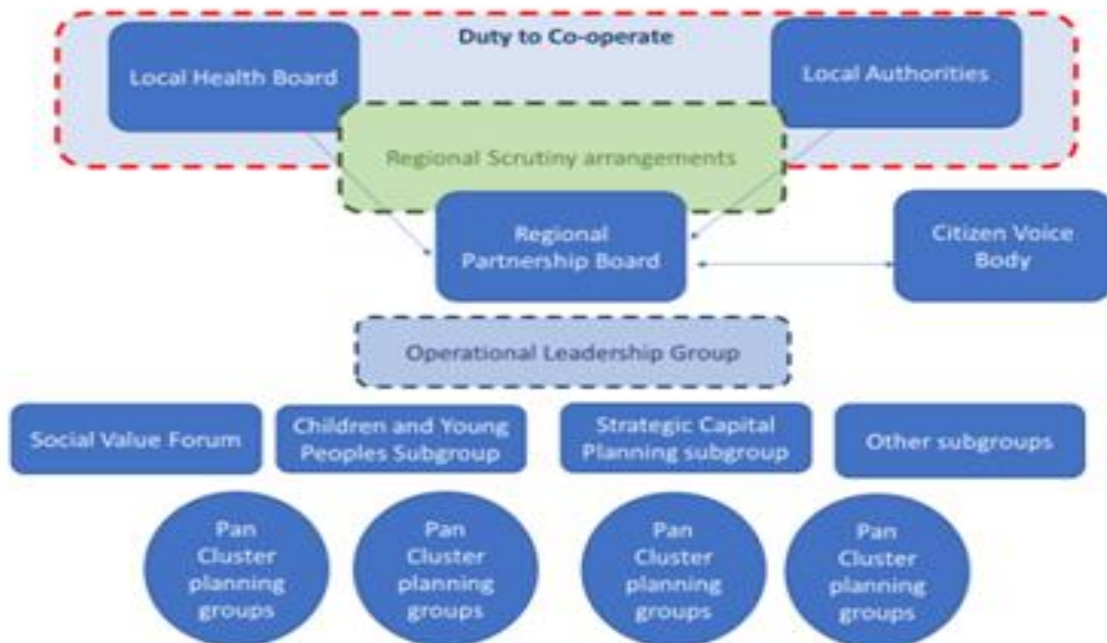 Duty to Co-operate
Local Health Board
Local Authorities
Regional Scrutiny arrangements
Regional
Partnership Board
Citizen Voice
Body
Operational Leadership Group
Social Value Forum
Children and Young
Peoples Subgroup
Strategic Capital
Planning subgroup
Other subgroups
Pan
Cluster
planning
groups
Pan
Cluster
planning
groups
Pan
Cluster
planning
groups
Pan
Cluster
planning
groups